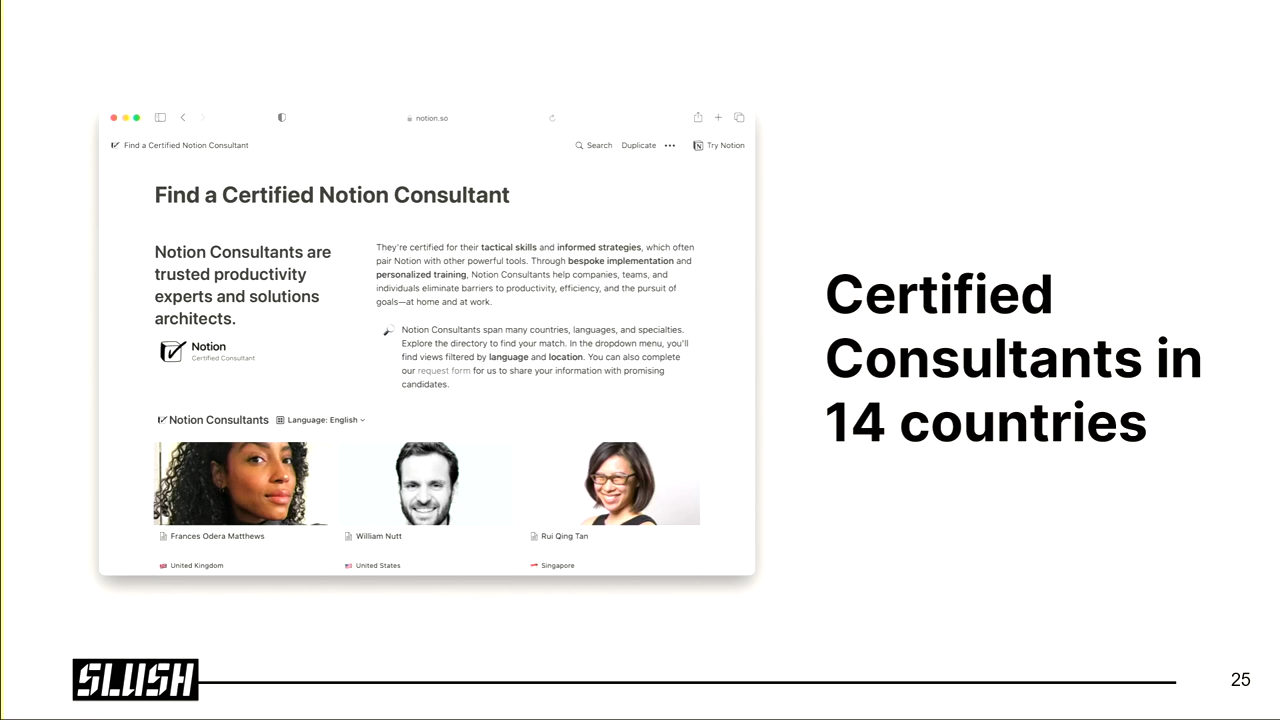 notion.so
Find a Certified Notion Consultant
Search Duplicate ••• Try Notion
Find a Certified Notion Consultant
Notion Consultants are
trusted productivity
experts and solutions
architects.
Notion
Certified Consultant
They're certified for their tactical skills and informed strategies, which often
pair Notion with other powerful tools. Through bespoke implementation and
personalized training, Notion Consultants help companies, teams, and
individuals eliminate barriers to productivity, efficiency, and the pursuit of
goals—at home and at work.
Notion Consultants span many countries, languages, and specialties.
Explore the directory to find your match. In the dropdown menu, you'll
find views filtered by language and location. You can also complete
our request form for us to share your information with promising
candidates.
Notion Consultants Language: English
Frances Odera Matthews
United Kingdom
William Nutt
United States
Rui Qing Tan
Singapore
Certified
Consultants in
14 countries
SLUSH
25